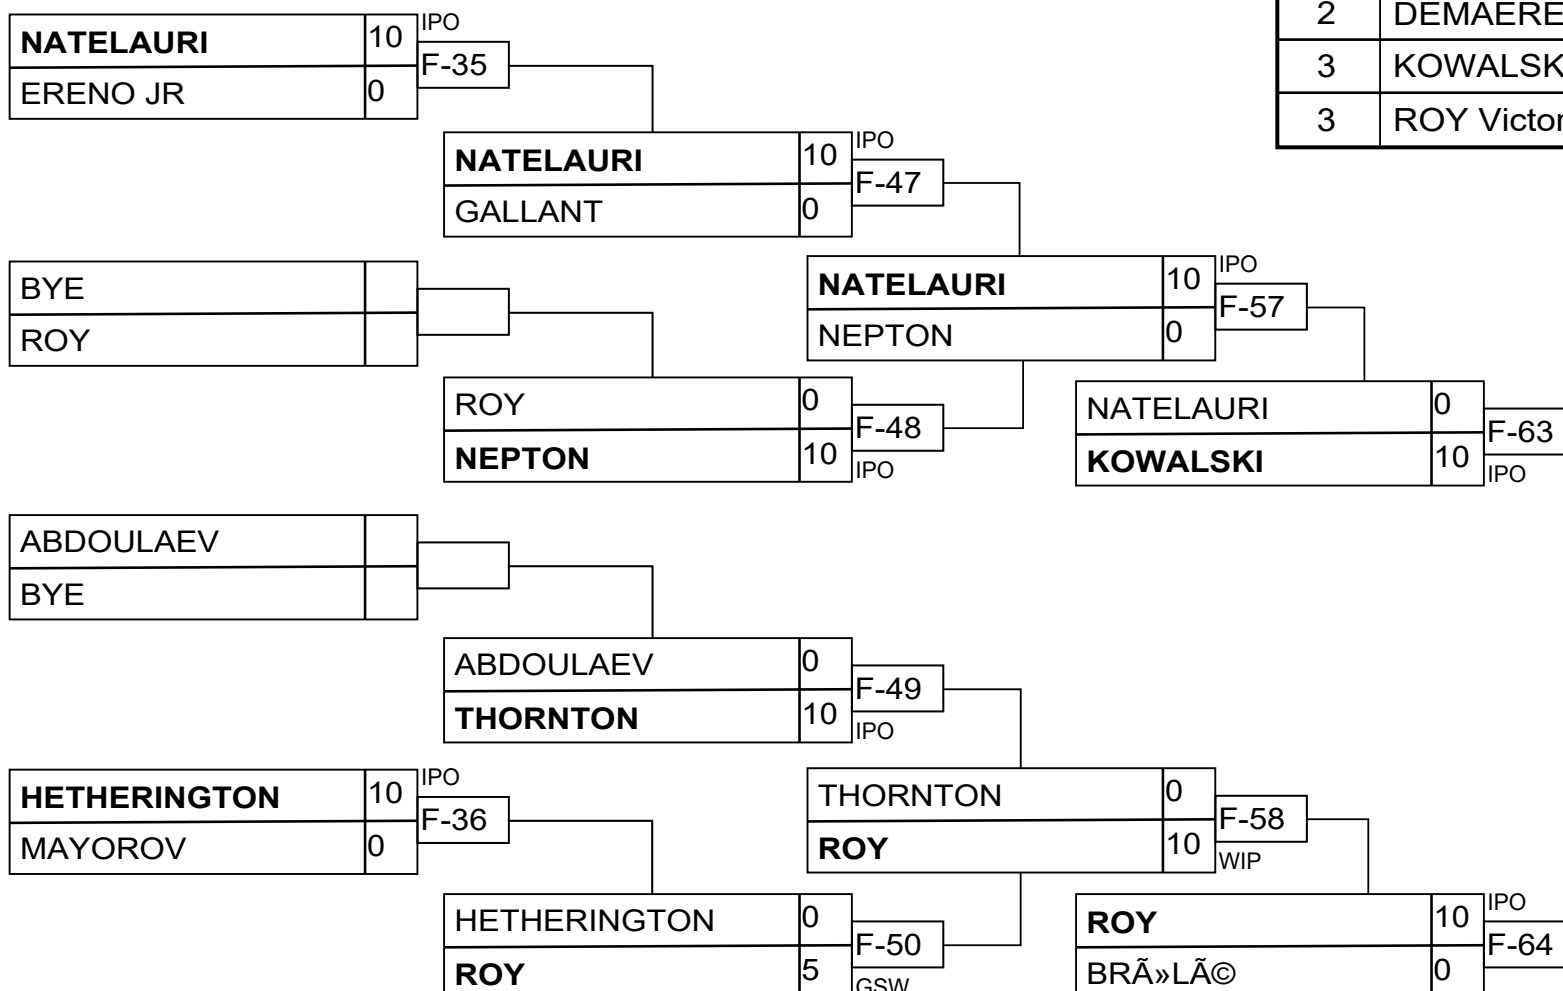 2 DEMAERE
3 KOWALSK
3 ROY Victor
NATELAURI 10 IPO
F-35
ERENO JR 0
NATELAURI 10 IPO
F-47
GALLANT 0
BYE
ROY
NATELAURI 10 IPO
F-57
NEPTON 0
ROY 0
F-48
NEPTON 10 IPO
NATELAURI 0
F-63
KOWALSKI 10 IPO
ABDOULAEV
BYE
ABDOULAEV 0
F-49
THORNTON 10 IPO
HETHERINGTON 10 IPO
F-36
MAYOROV 0
THORNTON 0
F-58
ROY 10 WIP
HETHERINGTON 0
F-50
ROY 5 GSW
ROY 10 IPO
F-64
BRÃ»LÃ© 0